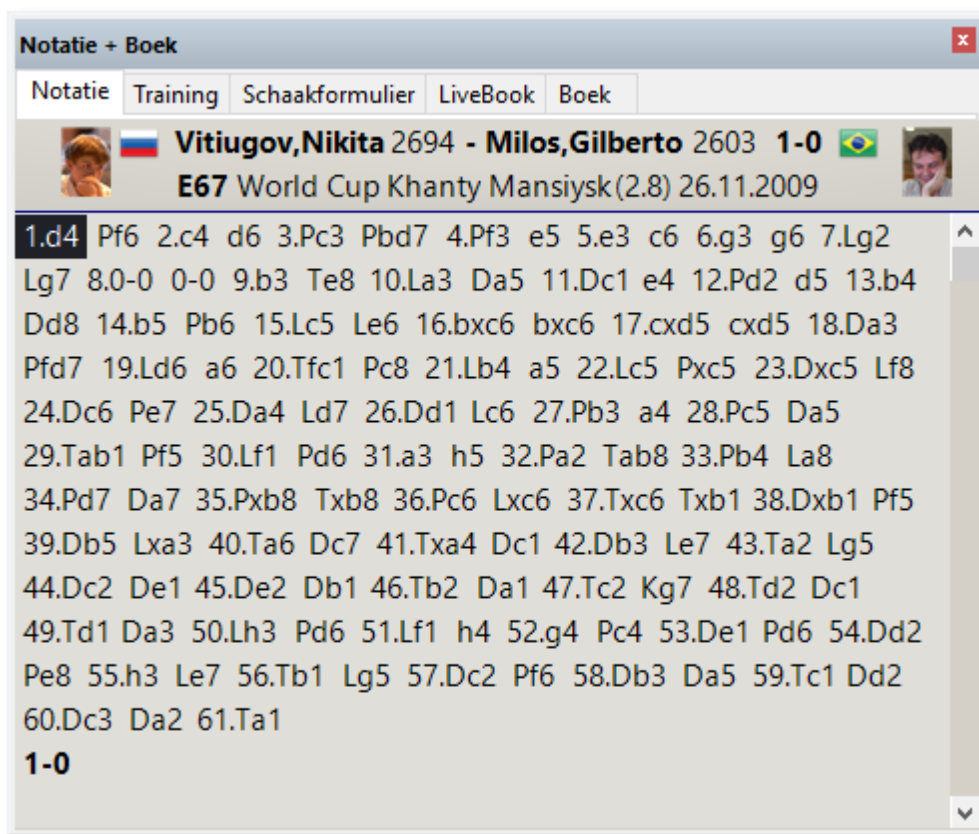 Notatie + Boek
Notatie Training Schaakformulier LiveBook Boek
Vitiugov,Nikita 2694 - Milos,Gilberto 2603 1-0
E67 World Cup Khanty Mansiysk(2.8) 26.11.2009
1.d4 Pf6 2.c4 d6 3.Pc3 Pbd7 4.Pf3 e5 5.e3 c6 6.g3 g6 7.Lg2
Lg7 8.0-0 0-0 9.b3 Te8 10.La3 Da5 11.Dc1 e4 12.Pd2 d5 13.b4
Dd8 14.b5 Pb6 15.Lc5 Le6 16.bxc6 bxc6 17.cxd5 cxd5 18.Da3
Pfd7 19.Ld6 a6 20.Tfc1 Pc8 21.Lb4 a5 22.Lc5 Pxc5 23.Dxc5 Lf8
24.Dc6 Pe7 25.Da4 Ld7 26.Dd1 Lc6 27.Pb3 a4 28.Pc5 Da5
29.Tab1 Pf5 30.Lf1 Pd6 31.a3 h5 32.Pa2 Tab8 33.Pb4 La8
34.Pd7 Da7 35.Pxb8 Txb8 36.Pc6 Lxc6 37.Txc6 Txb1 38.Dxb1 Pf5
39.Db5 Lxa3 40.Ta6 Dc7 41.Txa4 Dc1 42.Db3 Le7 43.Ta2 Lg5
44.Dc2 De1 45.De2 Db1 46.Tb2 Da1 47.Tc2 Kg7 48.Td2 Dc1
49.Td1 Da3 50.Lh3 Pd6 51.Lf1 h4 52.g4 Pc4 53.De1 Pd6 54.Dd2
Pe8 55.h3 Le7 56.Tb1 Lg5 57.Dc2 Pf6 58.Db3 Da5 59.Tc1 Dd2
60.Dc3 Da2 61.Ta1
1-0